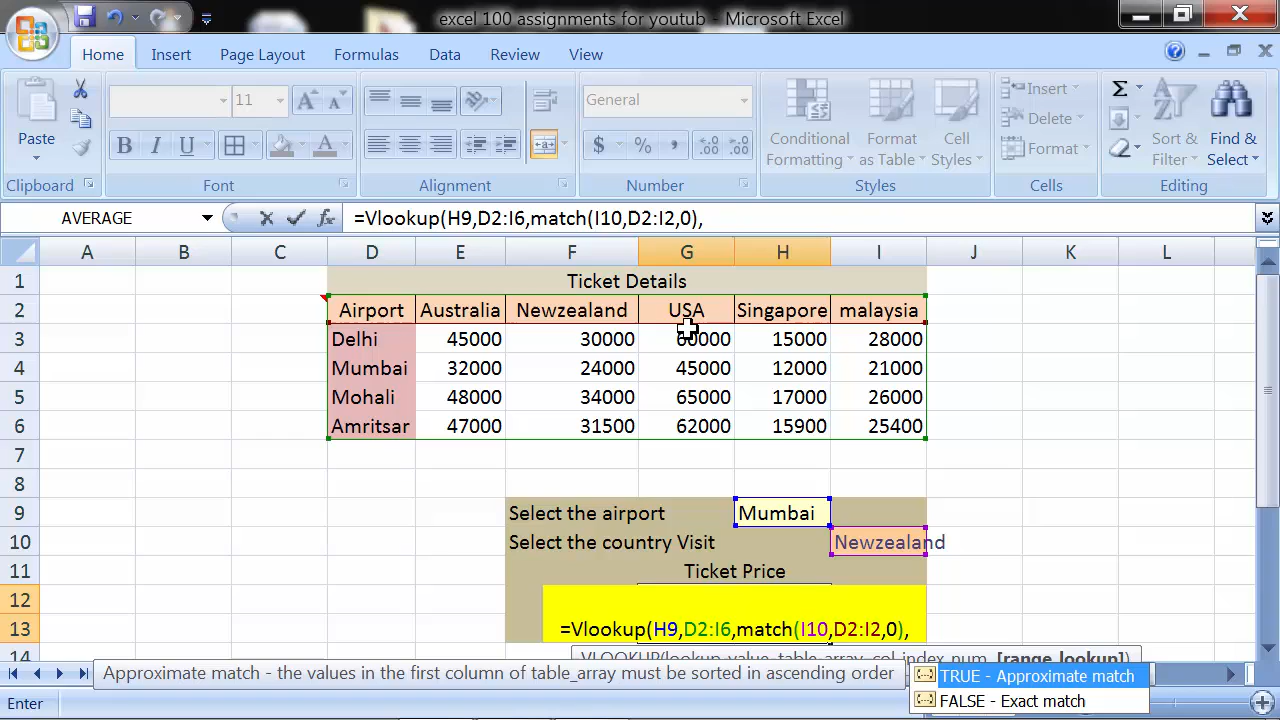 excel 100 assignments for youtub - Microsoft Excel
Home Insert Page Layout Formulas Data Review View
Paste
Clipboard
11
B I U A A A
Font
Alignment
General
$ % ,
Number
Conditional Formatting
Format as Table
Cell Styles
Styles
Insert
Delete
Format
Cells
Σ
Sort & Filter
Find & Select
Editing
AVERAGE
=Vlookup(H9,D2:I6,match(I10,D2:I2,0),
A B C D E F G H I J K L
1 Ticket Details
2 Airport Australia Newzealand USA Singapore malaysia
3 Delhi 45000 30000 60000 15000 28000
4 Mumbai 32000 24000 45000 12000 21000
5 Mohali 48000 34000 65000 17000 26000
6 Amritsar 47000 31500 62000 15900 25400
7
8
9 Select the airport Mumbai
10 Select the country Visit Newzealand
11 Ticket Price
12
13 =Vlookup(H9,D2:I6,match(I10,D2:I2,0),
14 VLOOKUP(lookup_value, table_array, col_index_num, [range_lookup])
Approximate match - the values in the first column of table_array must be sorted in ascending order
TRUE - Approximate match
FALSE - Exact match
Enter